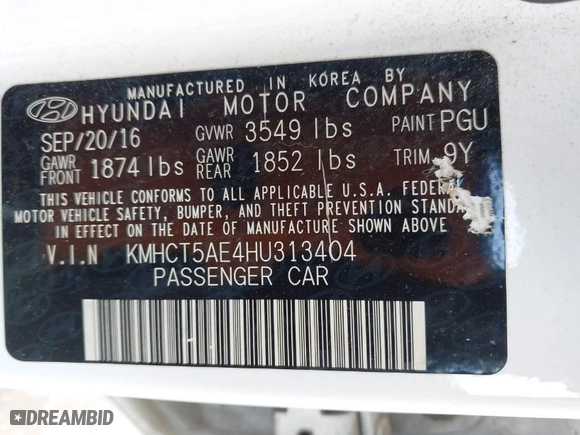 MANUFACTURED IN KOREA BY
HYUNDAI MOTOR COMPANY
SEP/20/16 GVWR 3549 lbs PAINT PGU
GAWR FRONT 1874 lbs GAWR REAR 1852 lbs TRIM 9Y
THIS VEHICLE CONFORMS TO ALL APPLICABLE U.S.A. FEDERAL
MOTOR VEHICLE SAFETY, BUMPER, AND THEFT PREVENTION STANDA
IN EFFECT ON THE DATE OF MANUFACTURE SHOWN ABOVE.
V.I.N KMHCT5AE4HU313404
PASSENGER CAR
DREAMBID